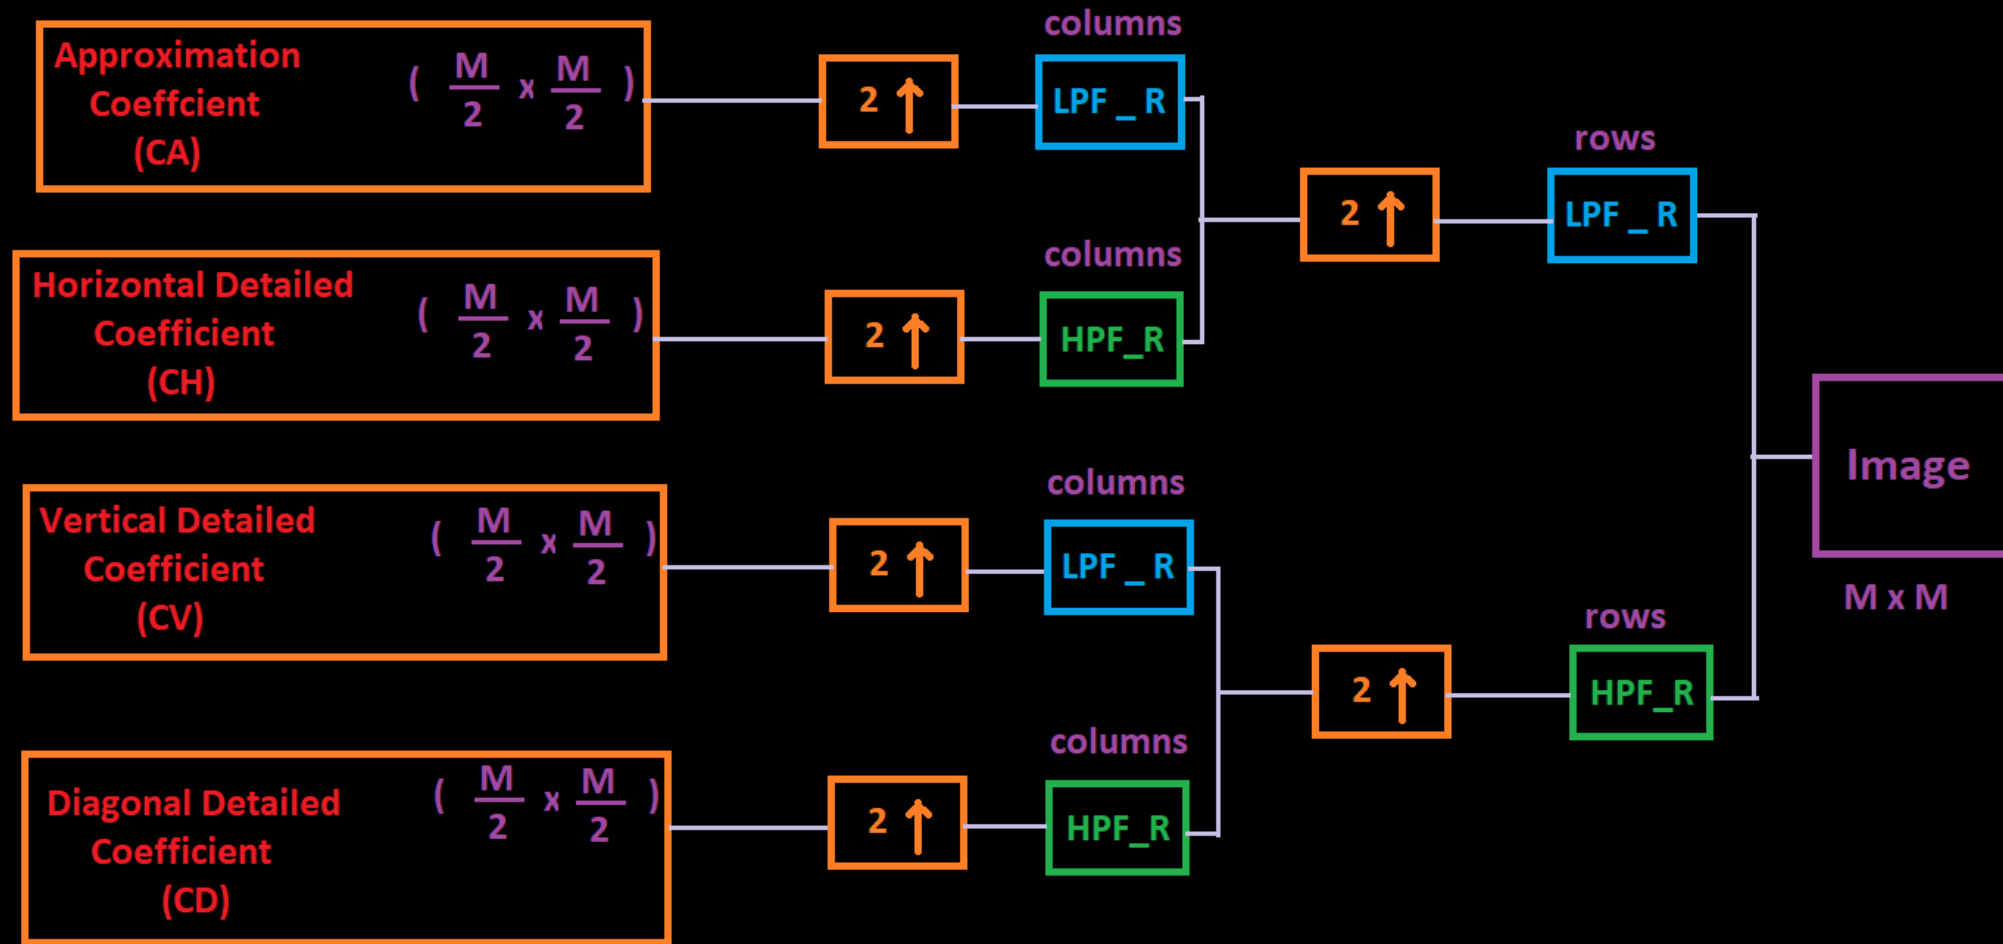 columns
Approximation
Coeffcient
(CA)
( M/2 x M/2 )
2 ↑
LPF _ R
rows
2 ↑
LPF _ R
columns
Horizontal Detailed
Coefficient
(CH)
( M/2 x M/2 )
2 ↑
HPF_R
Image
M x M
columns
Vertical Detailed
Coefficient
(CV)
( M/2 x M/2 )
2 ↑
LPF _ R
rows
2 ↑
HPF_R
columns
Diagonal Detailed
Coefficient
(CD)
( M/2 x M/2 )
2 ↑
HPF_R